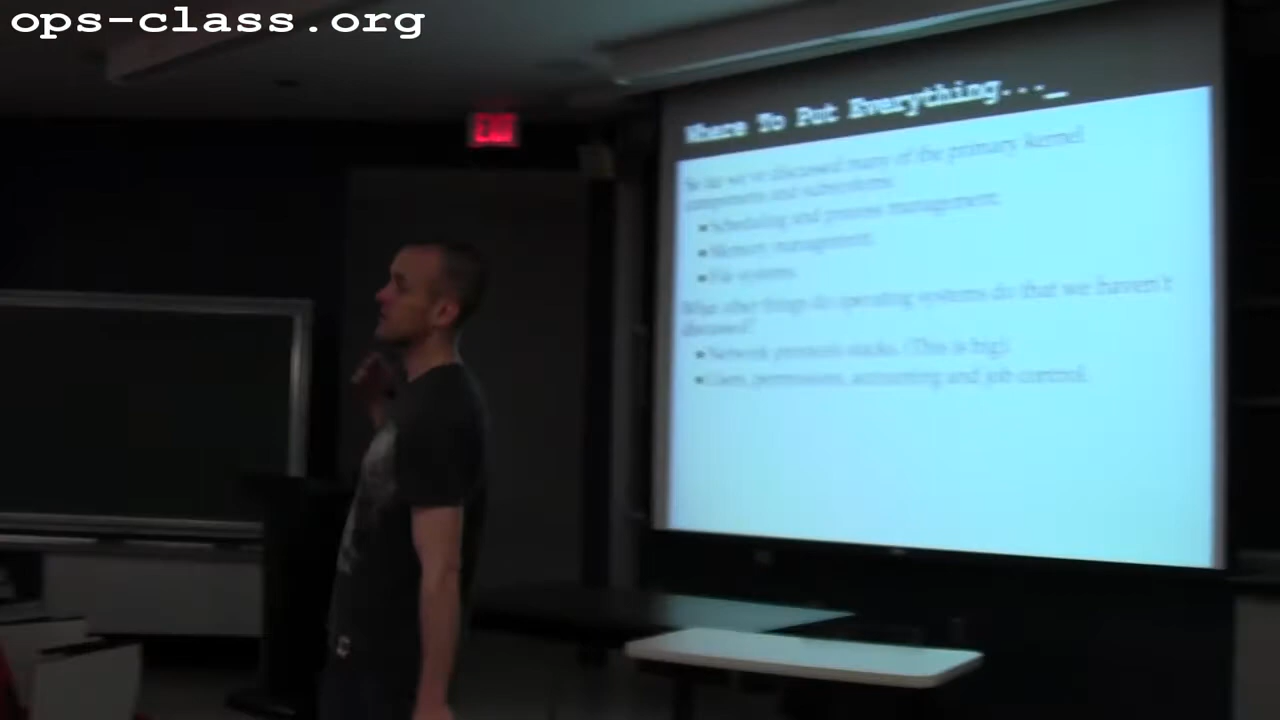 ops-class.org
EXIT
Where To Put Everything..._
So far we've discussed many of the primary kernel
components and subsystems:
Scheduling and process management.
Memory management.
File systems.
What other things do operating systems do that we haven't
discussed?
Network protocols stacks. (This is big)
Users, permissions, accounting and job control.